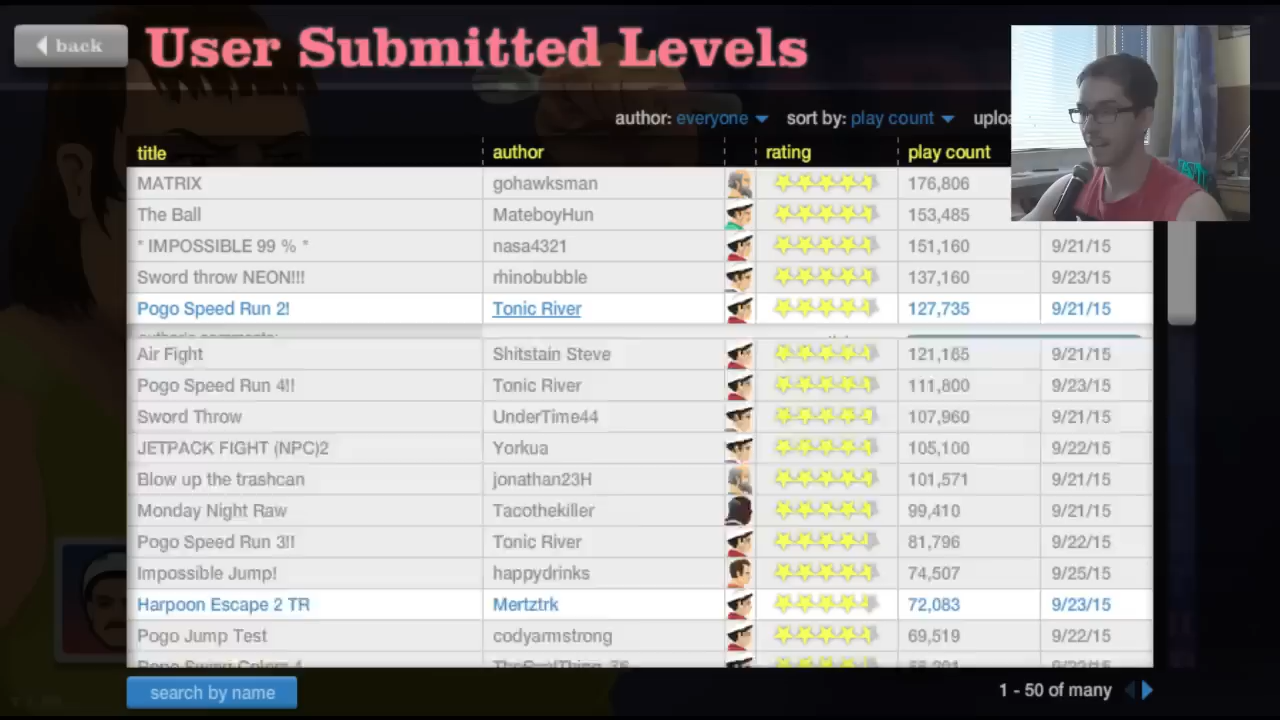 back
User Submitted Levels
author: everyone sort by: play count uploa
title author rating play count
MATRIX gohawksman 176,806
The Ball MateboyHun 153,485
* IMPOSSIBLE 99 % * nasa4321 151,160 9/21/15
Sword throw NEON!!! rhinobubble 137,160 9/23/15
Pogo Speed Run 2! Tonic River 127,735 9/21/15
Air Fight Shitstain Steve 121,165 9/21/15
Pogo Speed Run 4!! Tonic River 111,800 9/23/15
Sword Throw UnderTime44 107,960 9/21/15
JETPACK FIGHT (NPC)2 Yorkua 105,100 9/22/15
Blow up the trashcan jonathan23H 101,571 9/21/15
Monday Night Raw Tacothekiller 99,410 9/21/15
Pogo Speed Run 3!! Tonic River 81,796 9/22/15
Impossible Jump! happydrinks 74,507 9/25/15
Harpoon Escape 2 TR Mertztrk 72,083 9/23/15
Pogo Jump Test codyarmstrong 69,519 9/22/15
search by name 1 - 50 of many